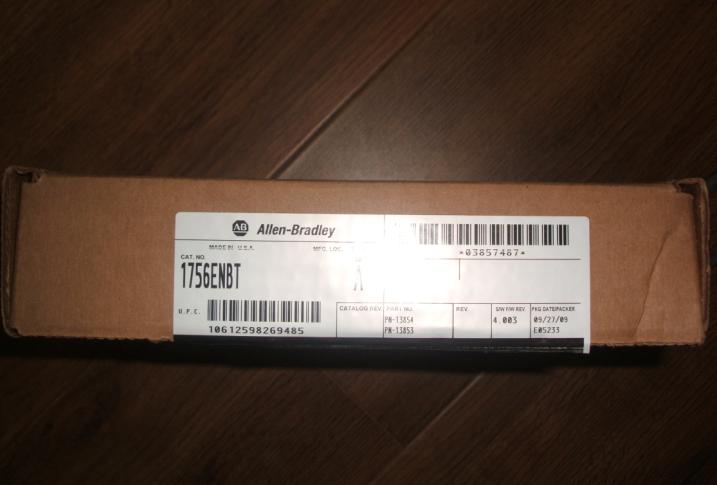 AB Allen-Bradley
MADE IN U.S.A. MFG. LOC.
*03857487*
CAT. NO.
1756ENBT A
U.P.C.
10612598269485
CATALOG REV. PART NO. REV. S/W F/W REV. PKG DATE/PACKER
PN-13854 4.003 09/27/09
PN-13853 E05233